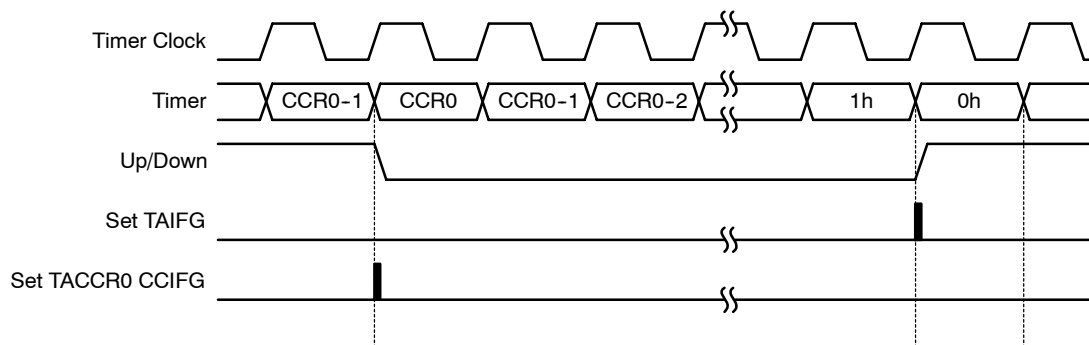 Timer Clock
Timer CCR0-1 CCR0 CCR0-1 CCR0-2 1h 0h
Up/Down
Set TAIFG
Set TACCR0 CCIFG